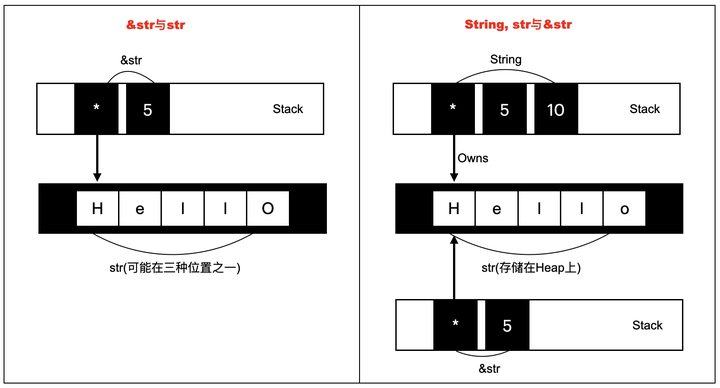 &str与str
&str
* 5 Stack
H e l l O
str(可能在三种位置之一)
String, str与&str
String
* 5 10 Stack
Owns
H e l l o
str(存储在Heap上)
* 5 Stack
&str